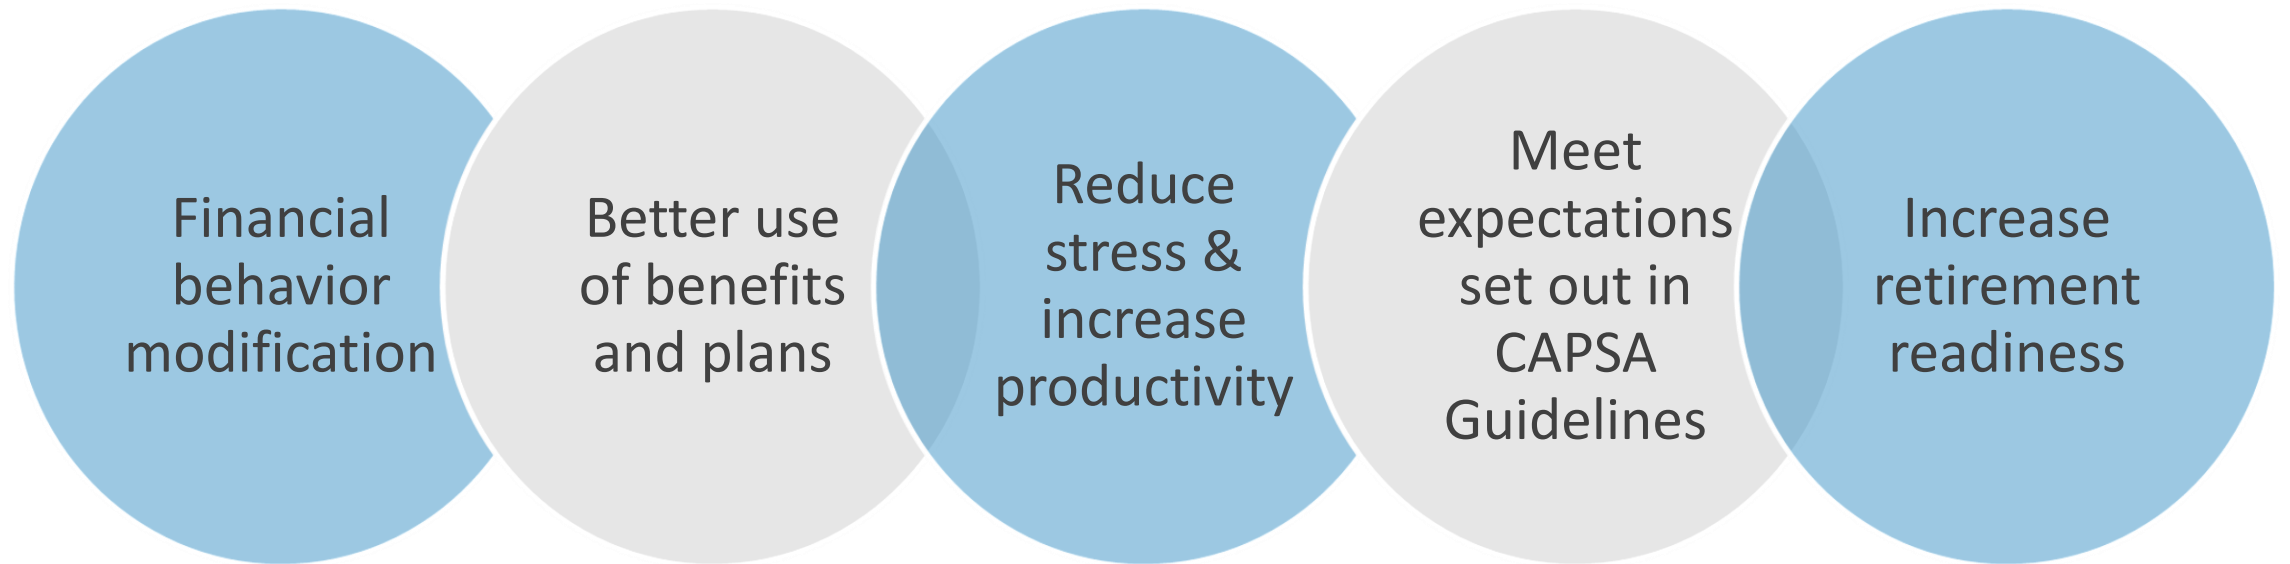 Financial
behavior
modification
Better use
of benefits
and plans
Reduce
stress &
increase
productivity
Meet
expectations
set out in
CAPSA
Guidelines
Increase
retirement
readiness